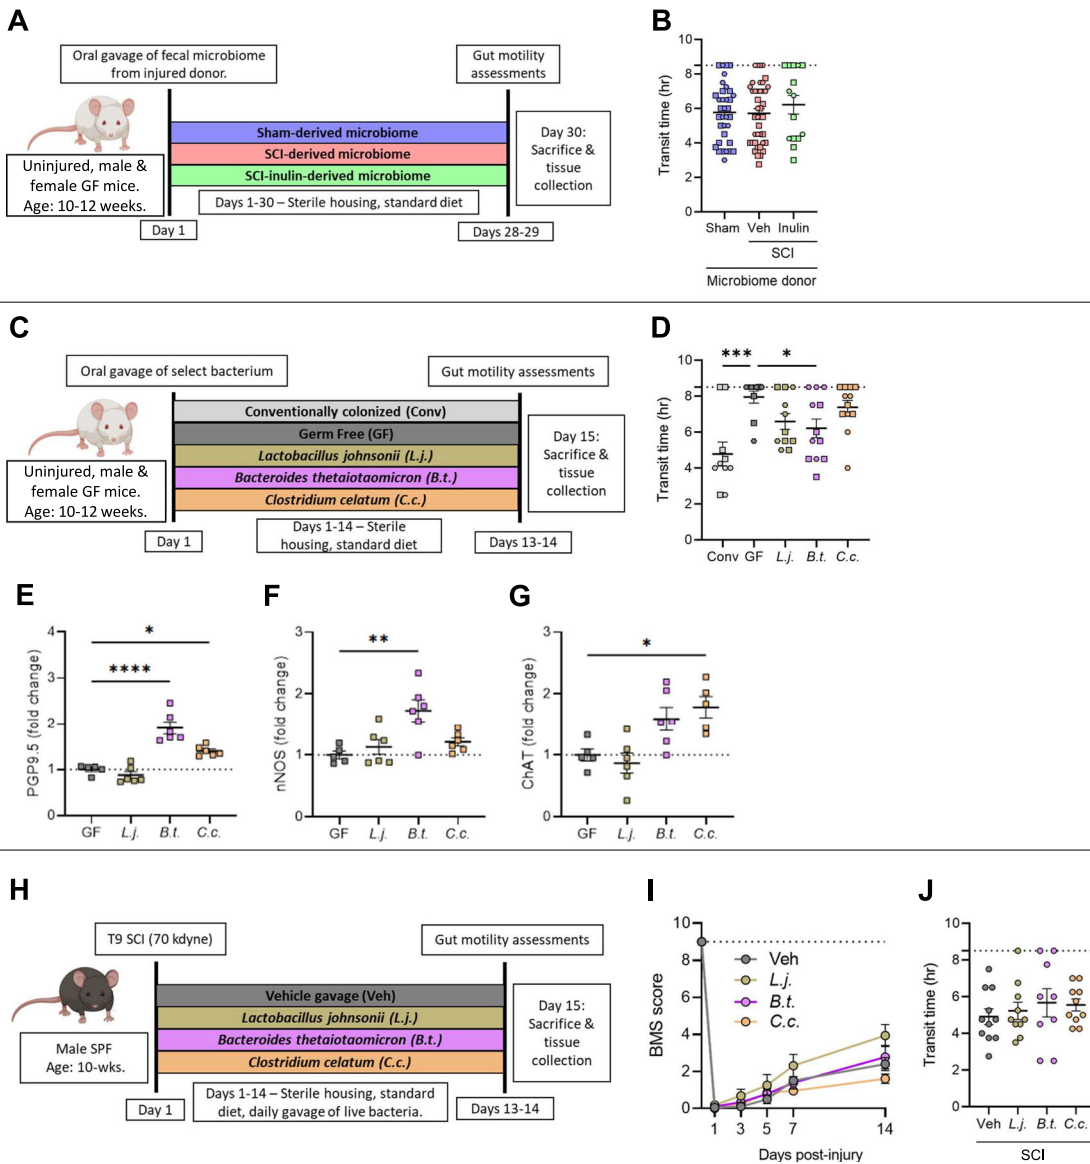 A
Oral gavage of fecal microbiome
from injured donor.
Gut motility
assessments
Sham-derived microbiome
SCI-derived microbiome
SCI-inulin-derived microbiome
Day 30:
Sacrifice &
tissue
collection
Uninjured, male &
female GF mice.
Age: 10-12 weeks.
Days 1-30 – Sterile housing, standard diet
Day 1
Days 28-29
B
Transit time (hr)
10
8
6
4
2
0
Sham Veh Inulin
SCI
Microbiome donor
C
Oral gavage of select bacterium
Gut motility assessments
Conventionally colonized (Conv)
Germ Free (GF)
Lactobacillus johnsonii (L.j.)
Bacteroides thetaiotaomicron (B.t.)
Clostridium celatum (C.c.)
Day 15:
Sacrifice &
tissue
collection
Uninjured, male &
female GF mice.
Age: 10-12 weeks.
Days 1-14 – Sterile
housing, standard diet
Day 1
Days 13-14
D
Transit time (hr)
10
8
6
4
2
0
*** *
Conv GF L.j. B.t. C.c.
E
PGP9.5 (fold change)
4
3
2
1
0
*
****
GF L.j. B.t. C.c.
F
nNOS (fold change)
3
2
1
0
**
GF L.j. B.t. C.c.
G
ChAT (fold change)
3
2
1
0
*
GF L.j. B.t. C.c.
H
T9 SCI (70 kdyne)
Gut motility assessments
Vehicle gavage (Veh)
Lactobacillus johnsonii (L.j.)
Bacteroides thetaiotaomicron (B.t.)
Clostridium celatum (C.c.)
Day 15:
Sacrifice &
tissue
collection
Male SPF
Age: 10-wks.
Days 1-14 – Sterile housing, standard
diet, daily gavage of live bacteria.
Day 1
Days 13-14
I
BMS score
10
8
6
4
2
0
Veh
L.j.
B.t.
C.c.
1 3 5 7 14
Days post-injury
J
Transit time (hr)
10
8
6
4
2
0
Veh L.j. B.t. C.c.
SCI